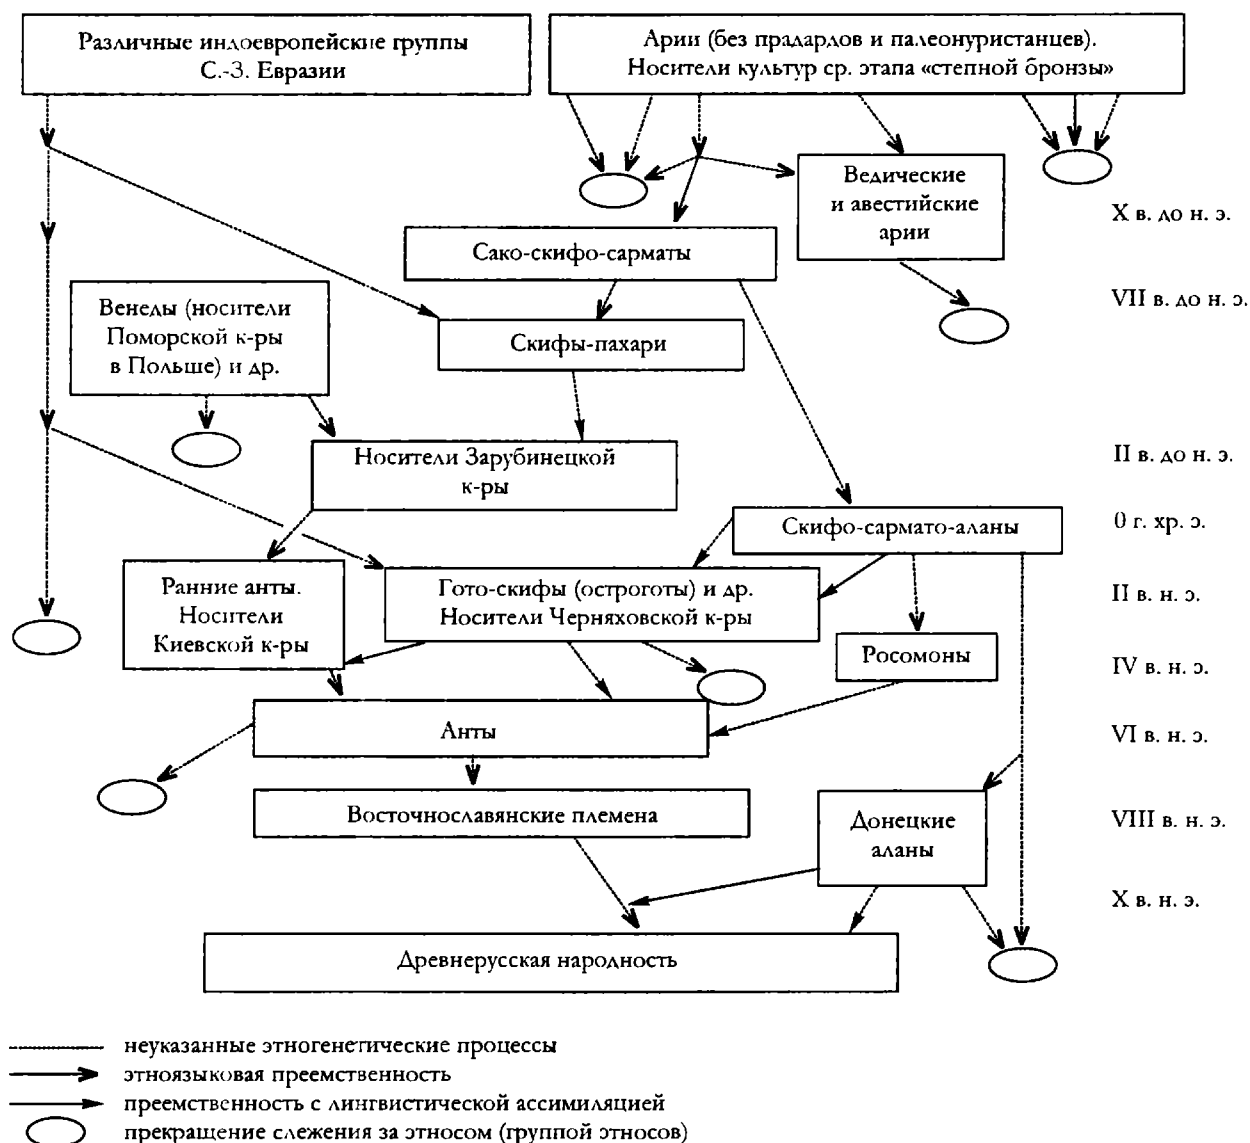 Различные индоевропейские группы
С.-З. Евразии
Арии (без прадардов и палеонуристанцев).
Носители культур ср. этапа «степной бронзы»
Ведические
и авестийские
арии
X в. до н. э.
Сако-скифо-сарматы
VII в. до н. э.
Венеды (носители
Поморской к-ры
в Польше) и др.
Скифы-пахари
Носители Зарубинецкой
к-ры
II в. до н. э.
Скифо-сармато-аланы
0 г. хр. э.
Ранние анты.
Носители
Киевской к-ры
Гото-скифы (остроготы) и др.
Носители Черняховской к-ры
II в. н. э.
Росомоны
IV в. н. э.
Анты
VI в. н. э.
Восточнославянские племена
Донецкие
аланы
VIII в. н. э.
X в. н. э.
Древнерусская народность
неуказанные этногенетические процессы
этноязыковая преемственность
преемственность с лингвистической ассимиляцией
прекращение слежения за этносом (группой этносов)